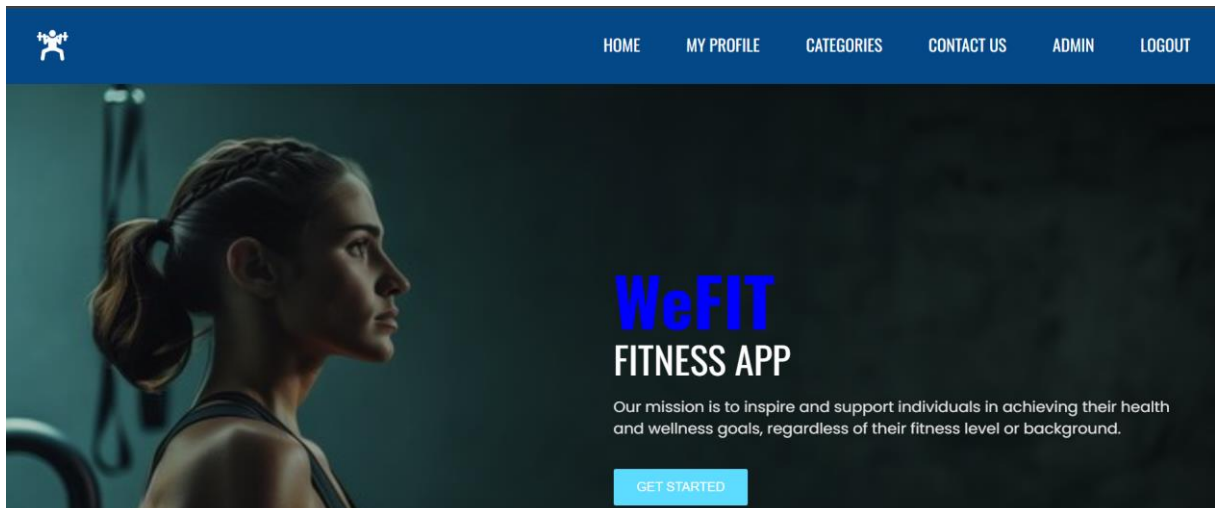 HOME MY PROFILE CATEGORIES CONTACT US ADMIN LOGOUT
WeFIT
FITNESS APP
Our mission is to inspire and support individuals in achieving their health
and wellness goals, regardless of their fitness level or background.
GET STARTED